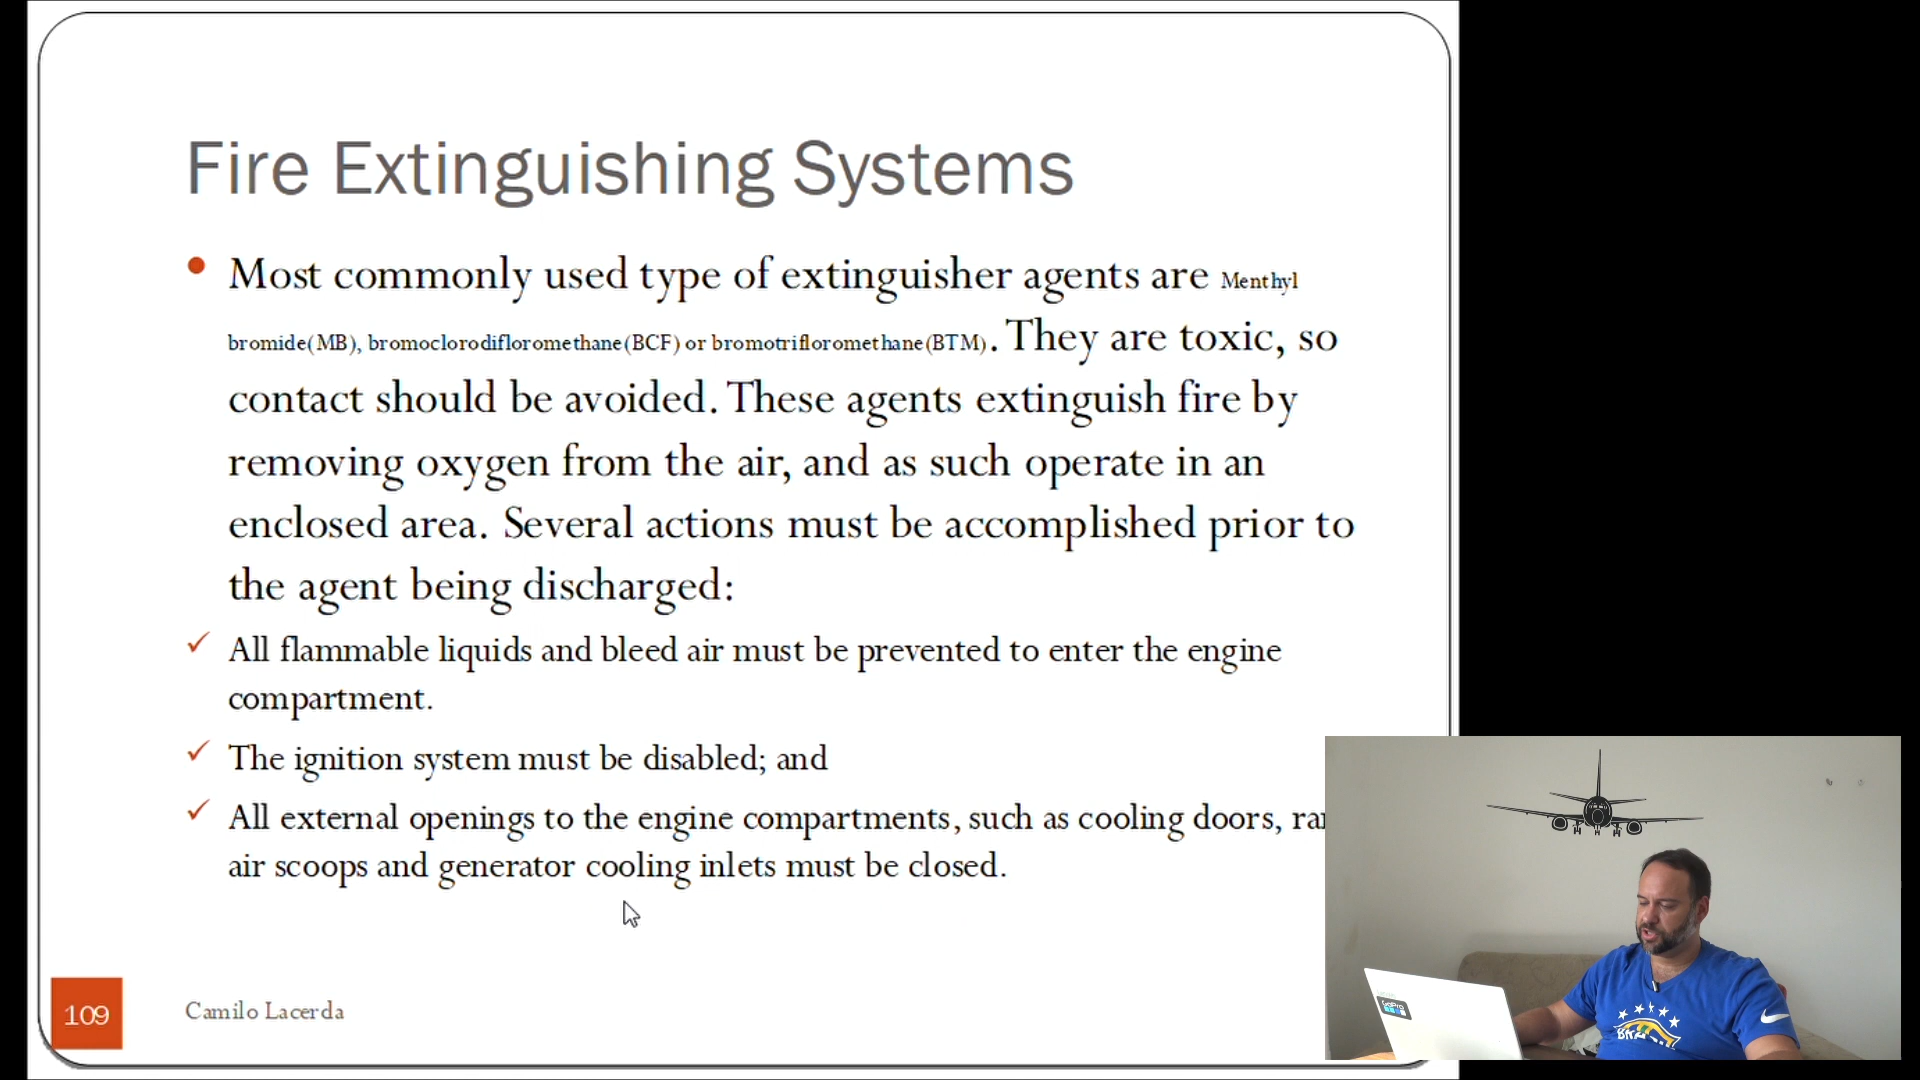 Fire Extinguishing Systems
Most commonly used type of extinguisher agents are Menthyl
bromide(MB), bromoclorodifloromethane(BCF) or bromotrifloromethane(BTM). They are toxic, so
contact should be avoided. These agents extinguish fire by
removing oxygen from the air, and as such operate in an
enclosed area. Several actions must be accomplished prior to
the agent being discharged:
All flammable liquids and bleed air must be prevented to enter the engine
compartment.
The ignition system must be disabled; and
All external openings to the engine compartments, such as cooling doors,
air scoops and generator cooling inlets must be closed.
109
Camilo Lacerda
GoPro